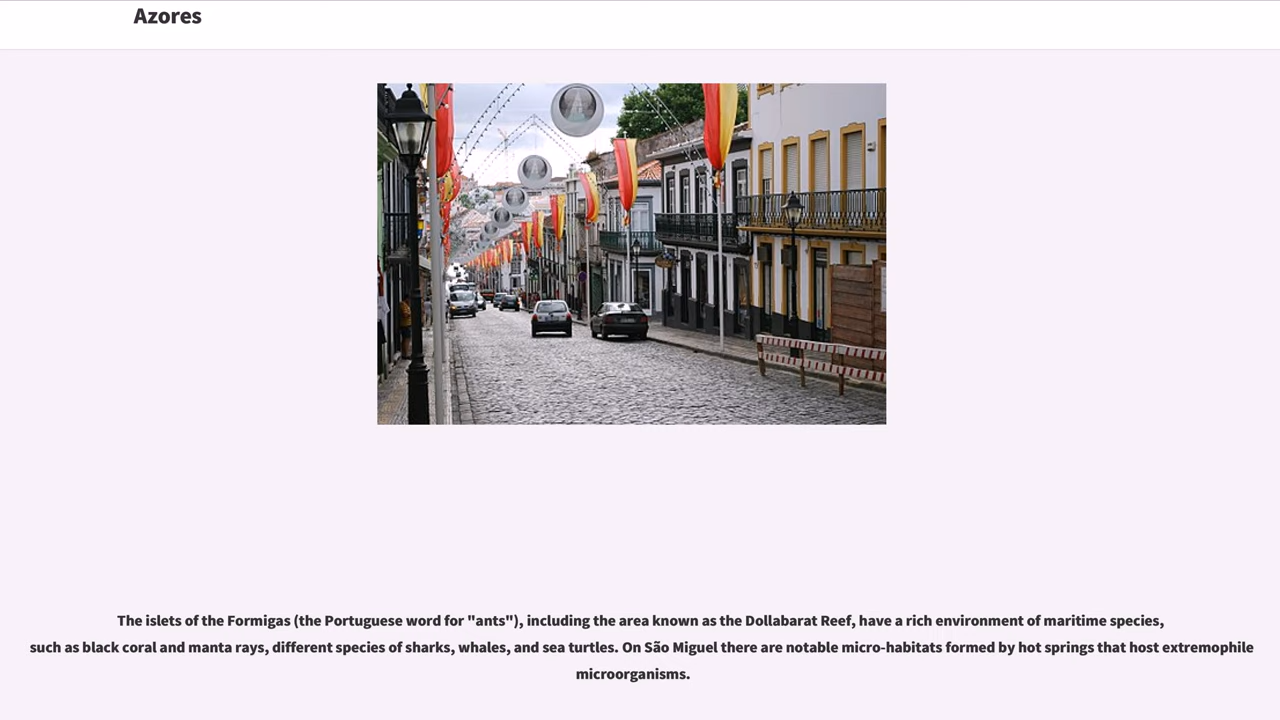 Azores
The islets of the Formigas (the Portuguese word for "ants"), including the area known as the Dollabarat Reef, have a rich environment of maritime species,
such as black coral and manta rays, different species of sharks, whales, and sea turtles. On São Miguel there are notable micro-habitats formed by hot springs that host extremophile
microorganisms.